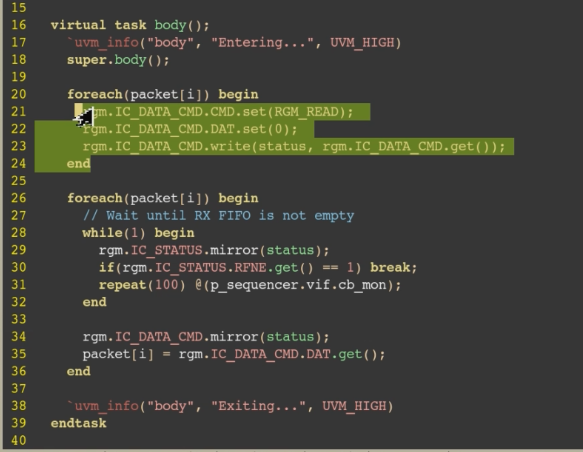 15
16 virtual task body();
17 `uvm_info("body", "Entering...", UVM_HIGH)
18 super.body();
19
20 foreach(packet[i]) begin
21 rgm.IC_DATA_CMD.CMD.set(RGM_READ);
22 rgm.IC_DATA_CMD.DAT.set(0);
23 rgm.IC_DATA_CMD.write(status, rgm.IC_DATA_CMD.get());
24 end
25
26 foreach(packet[i]) begin
27 // Wait until RX FIFO is not empty
28 while(1) begin
29 rgm.IC_STATUS.mirror(status);
30 if(rgm.IC_STATUS.RFNE.get() == 1) break;
31 repeat(100) @(p_sequencer.vif.cb_mon);
32 end
33
34 rgm.IC_DATA_CMD.mirror(status);
35 packet[i] = rgm.IC_DATA_CMD.DAT.get();
36 end
37
38 `uvm_info("body", "Exiting...", UVM_HIGH)
39 endtask
40